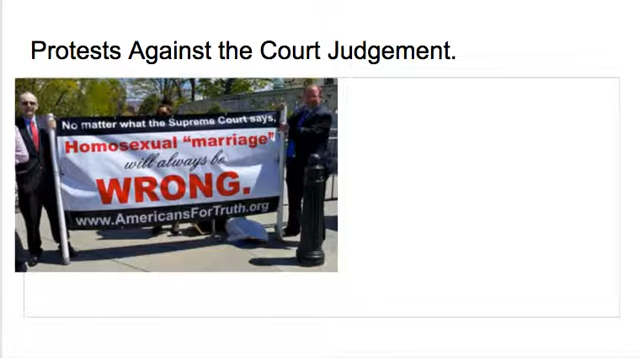 Protests Against the Court Judgement.
No matter what the Supreme Court says,
Homosexual “marriage”
will always be
WRONG.
www.AmericansForTruth.org